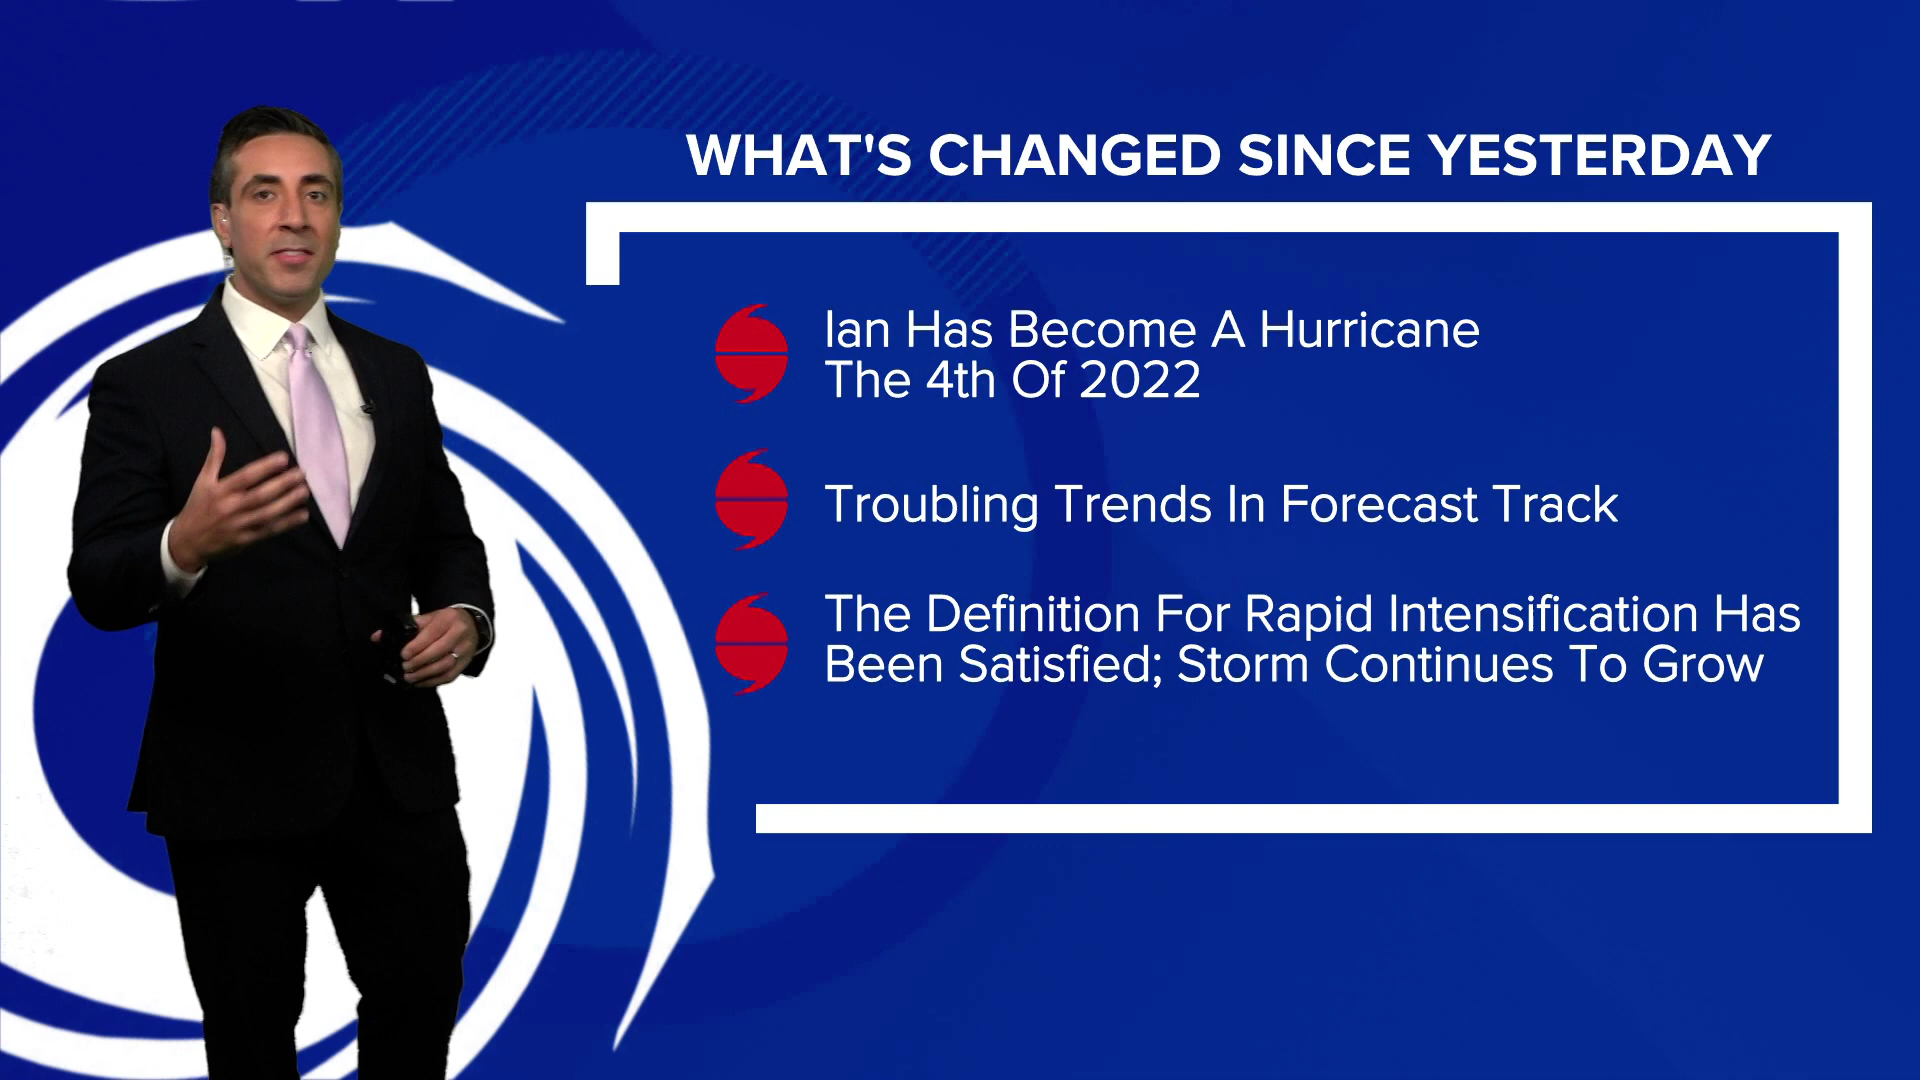 WHAT'S CHANGED SINCE YESTERDAY
Ian Has Become A Hurricane
The 4th Of 2022
Troubling Trends In Forecast Track
The Definition For Rapid Intensification Has
Been Satisfied; Storm Continues To Grow